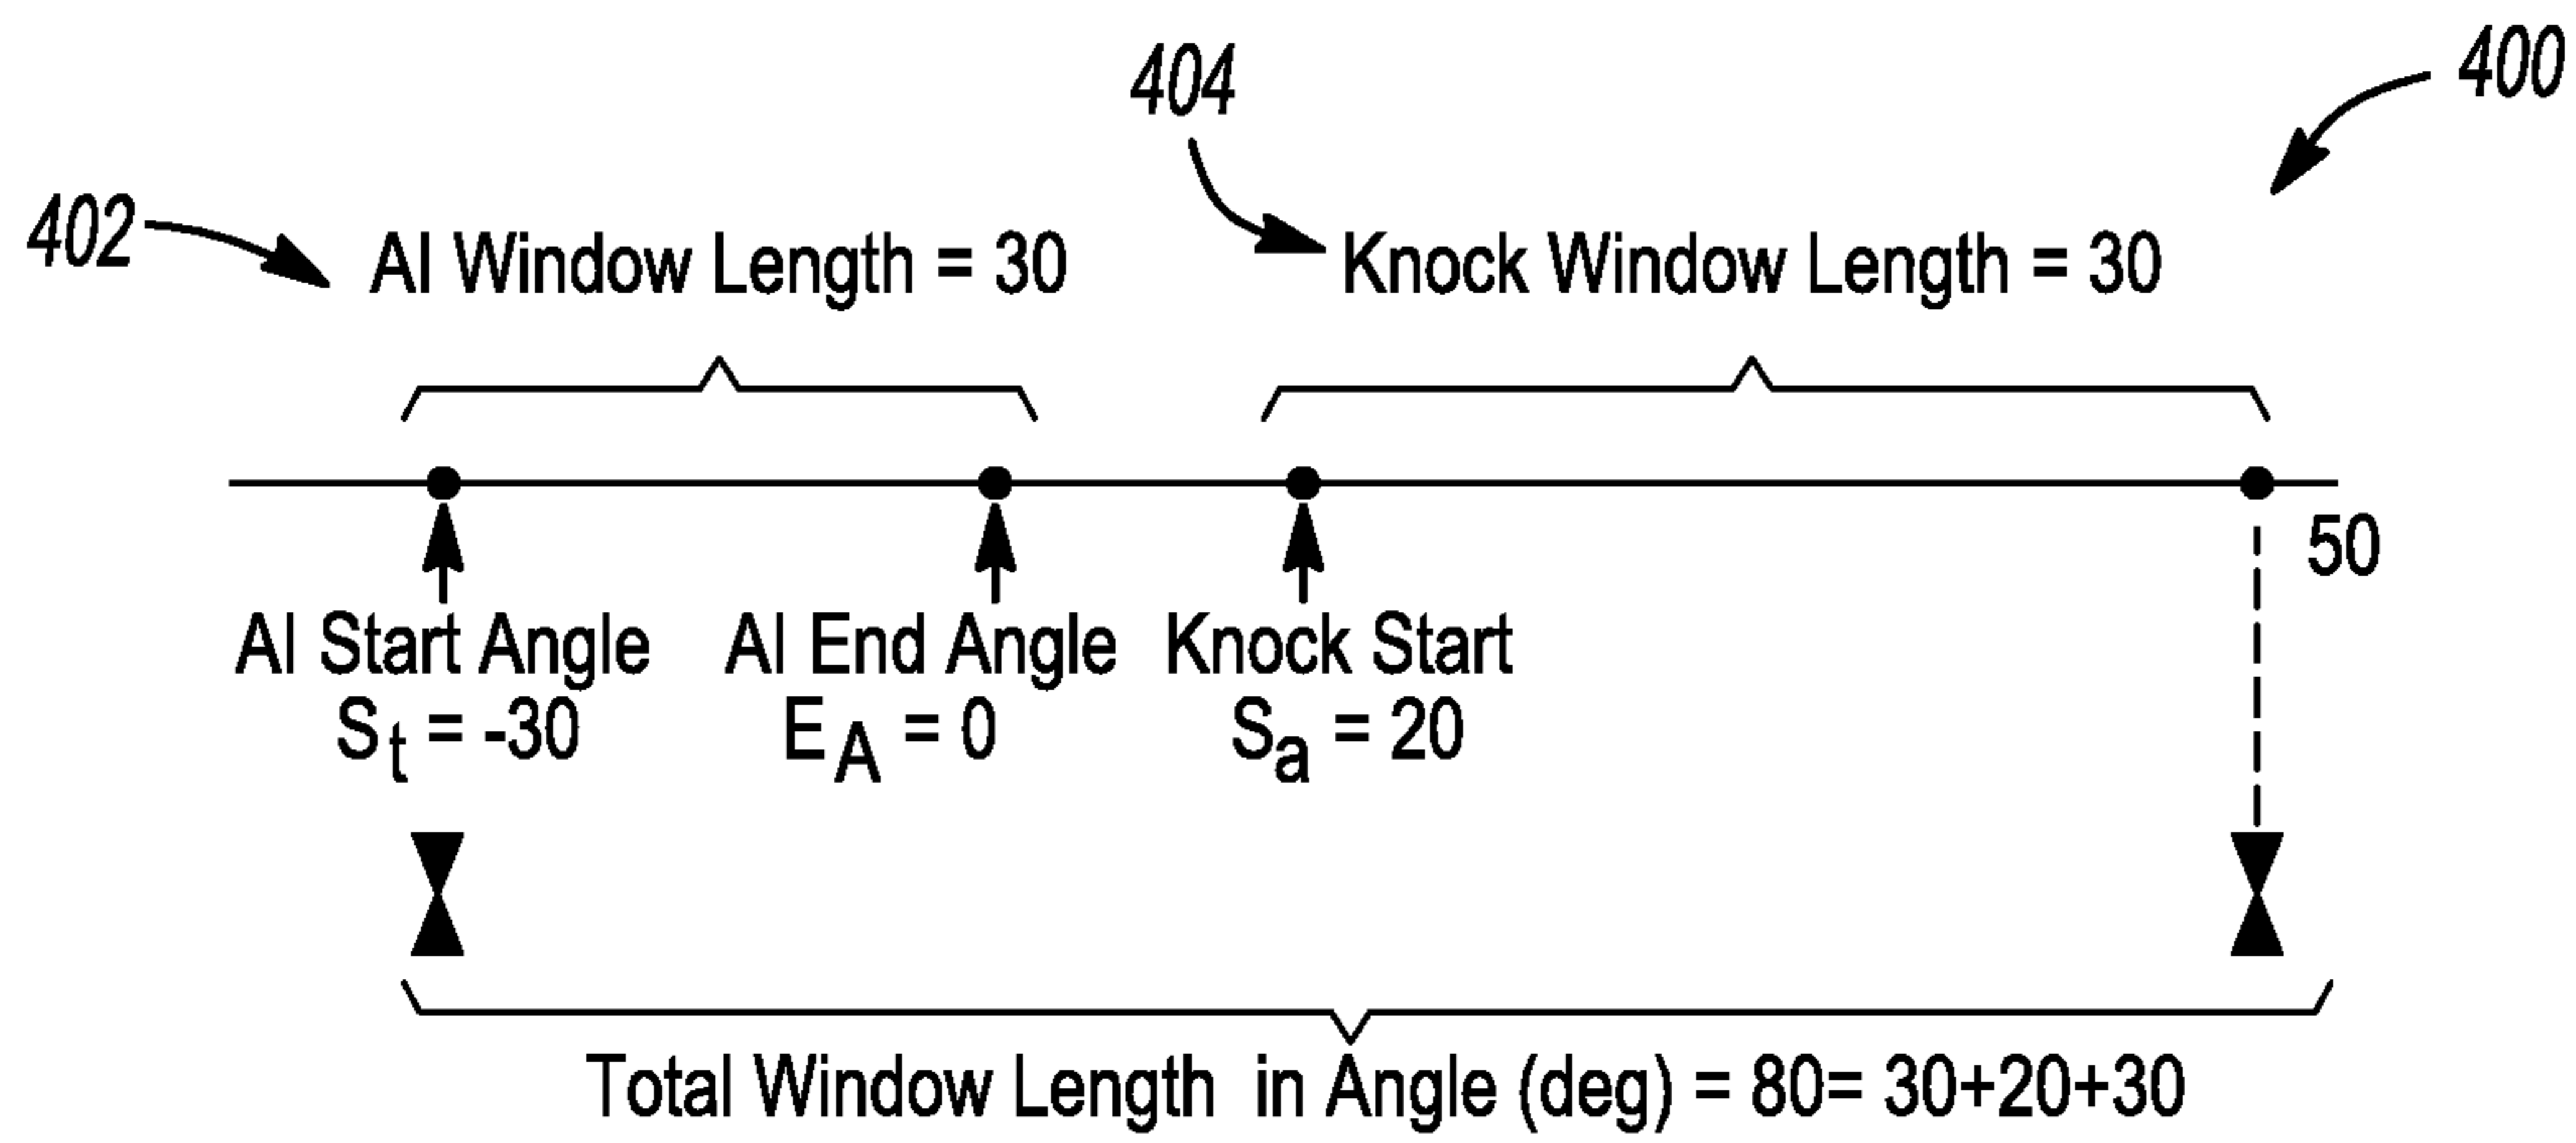 400
404
402
AI Window Length = 30
Knock Window Length = 30
50
AI Start Angle
St = -30
AI End Angle
EA = 0
Knock Start
Sa = 20
Total Window Length in Angle (deg) = 80= 30+20+30